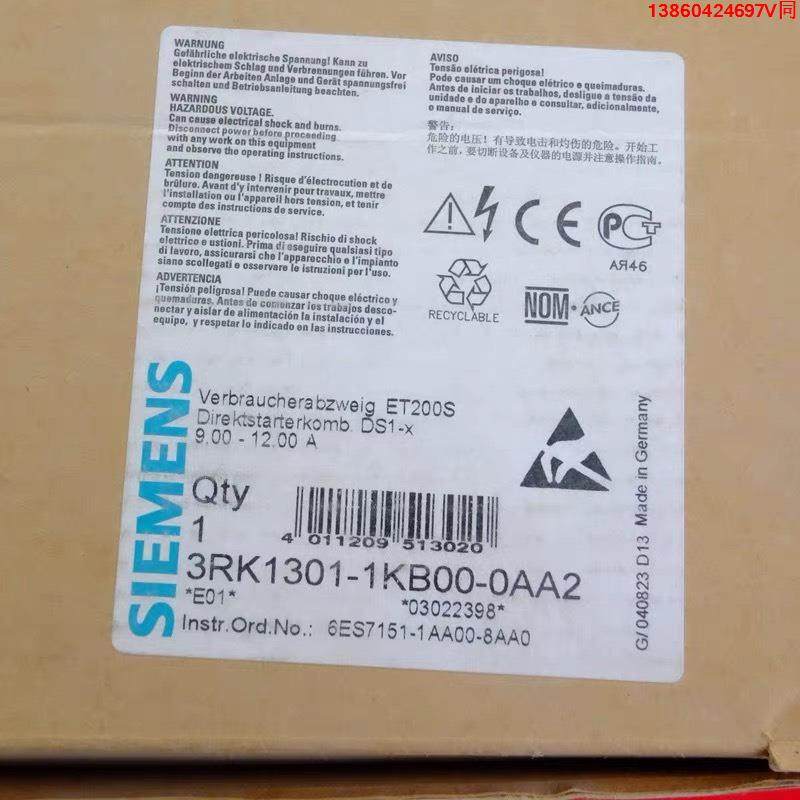 13860424697V同
WARNUNG
Gefährliche elektrische Spannung! Kann zu
elektrischem Schlag und Verbrennungen führen. Vor
Beginn der Arbeiten Anlage und Gerät spannungsfrei
schalten und Betriebsanleitung beachten.
WARNING
HAZARDOUS VOLTAGE.
Can cause electrical shock and burns.
Disconnect power before proceeding
with any work on this equipment
and observe the operating instructions.
ATTENTION
Tension dangereuse ! Risque d'électrocution et de
brûlure. Avant d'y intervenir pour travaux, mettre
l'installation ou l'appareil hors tension, et tenir
compte des instructions de service.
ATTENZIONE
Tensione elettrica pericolosa! Rischio di shock
elettrico e ustioni. Prima di eseguire qualsiasi tipo
di lavoro, assicurarsi che l'apparecchio e l'impianto
siano scollegati e osservare le istruzioni per l'uso.
ADVERTENCIA
¡Tensión peligrosa! Puede causar choque eléctrico y
quemaduras. Antes de comenzar los trabajos desco-
nectar y aislar de alimentación la instalación y el
equipo, y respetar lo indicado en las instrucciones.
AVISO
Tensão elétrica perigosa!
Pode causar um choque elétrico e queimaduras.
Antes de iniciar os trabalhos, desligue a tensão da
unidade e do aparelho e consultar, adicionalmente,
o manual de serviço.
警告:
危险的电压! 有导致电击和灼伤的危险。开始工
作之前, 要切断设备及仪器的电源并注意操作指南。
CE
РСТ
АЯ46
RECYCLABLE
NOM-ANCE
SIEMENS
Verbraucherabzweig ET200S
Direktstarterkomb. DS1-x
9.00 - 12.00 A
Qty
1
4 011209 513020
3RK1301-1KB00-0AA2
*E01* *03022398*
Instr.Ord.No.: 6ES7151-1AA00-8AA0
G/040823 D13 Made in Germany